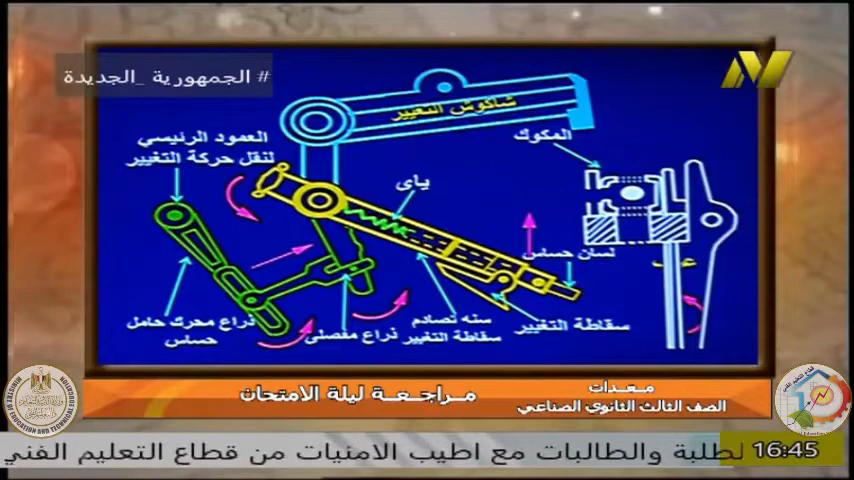 # الجمهورية _الجديدة
شاكوش التغيير
العمود الرئيسي
لنقل حركة التغيير
المكوك
ياى
لسان حساس
ذراع محرك حامل
حساس
ذراع مفصلى
سنه تصادم
سقاطة التغيير
سقاطة التغيير
معدات
الصف الثالث الثانوي الصناعي
مراجعة ليلة الامتحان
لطلبة والطالبات مع اطيب الامنيات من قطاع التعليم الفني
16:45